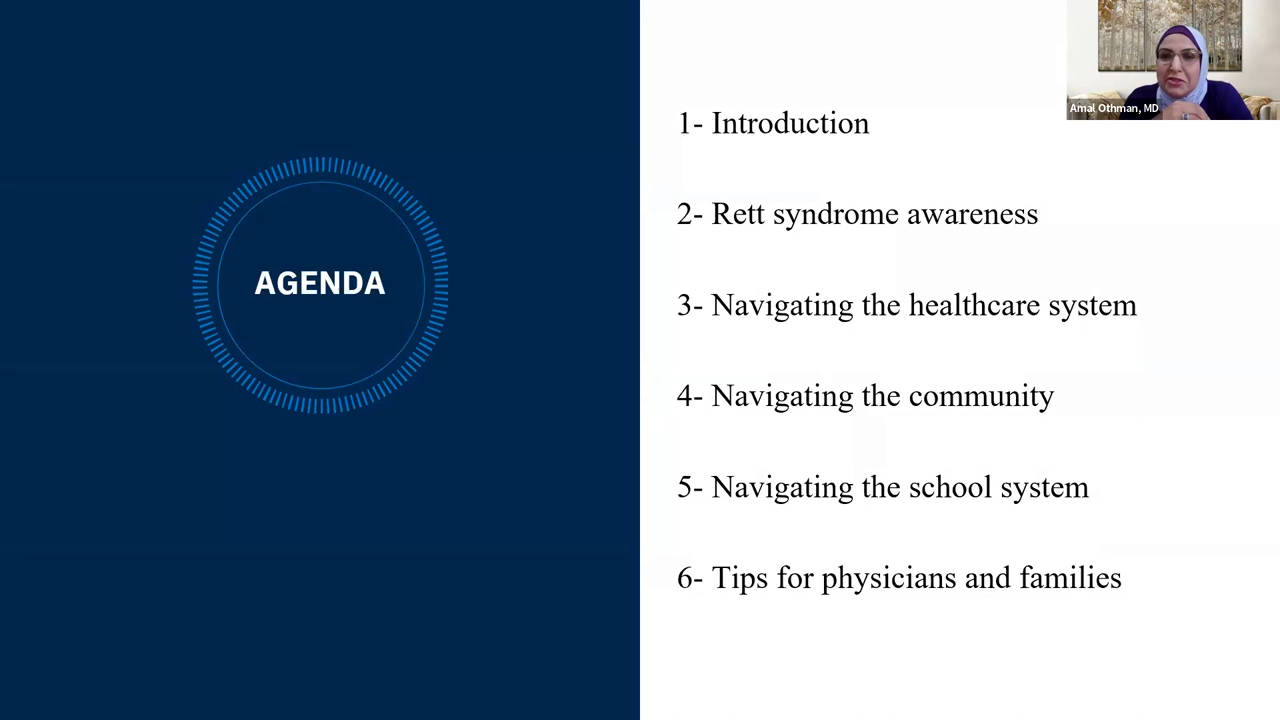 AGENDA
1- Introduction
2- Rett syndrome awareness
3- Navigating the healthcare system
4- Navigating the community
5- Navigating the school system
6- Tips for physicians and families
Amal Othman, MD